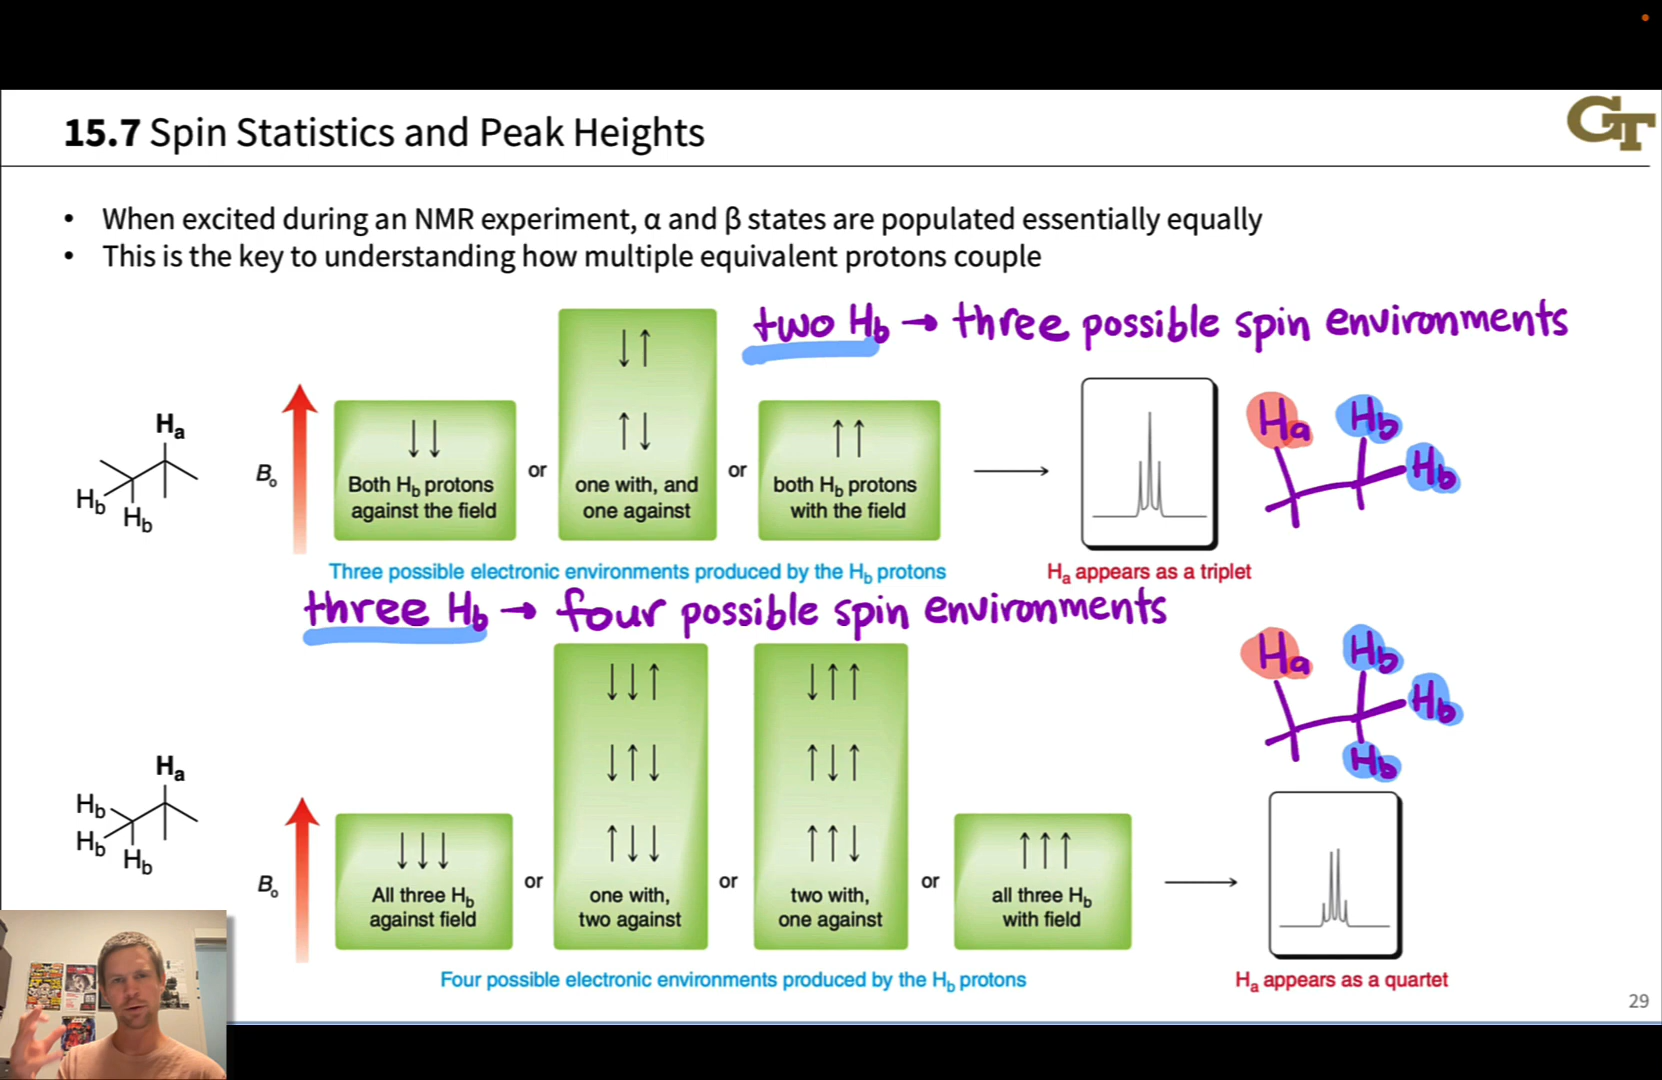 15.7 Spin Statistics and Peak Heights
GT
• When excited during an NMR experiment, α and β states are populated essentially equally
• This is the key to understanding how multiple equivalent protons couple
two Hb → three possible spin environments
Ha
Hb
Hb
B₀
↓↑
↑↓
↓↓
Both Hb protons
against the field
or
one with, and
one against
or
↑↑
both Hb protons
with the field
Ha
Hb
Hb
Three possible electronic environments produced by the Hb protons
Ha appears as a triplet
three Hb → four possible spin environments
Ha
Hb
Hb
Hb
B₀
↓↓↓
All three Hb
against field
or
↓↓↑
↓↑↓
↑↓↓
one with,
two against
or
↓↑↑
↑↓↑
↑↑↓
two with,
one against
or
↑↑↑
all three Hb
with field
Ha
Hb
Hb
Hb
Four possible electronic environments produced by the Hb protons
Ha appears as a quartet
29